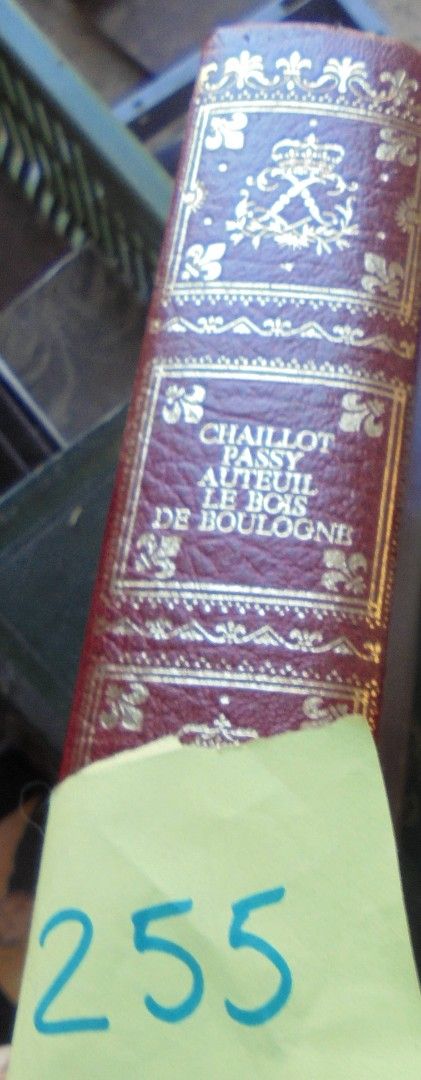 CHAILLOT
PASSY
AUTEUIL
LE BOIS
DE BOULOGNE
255